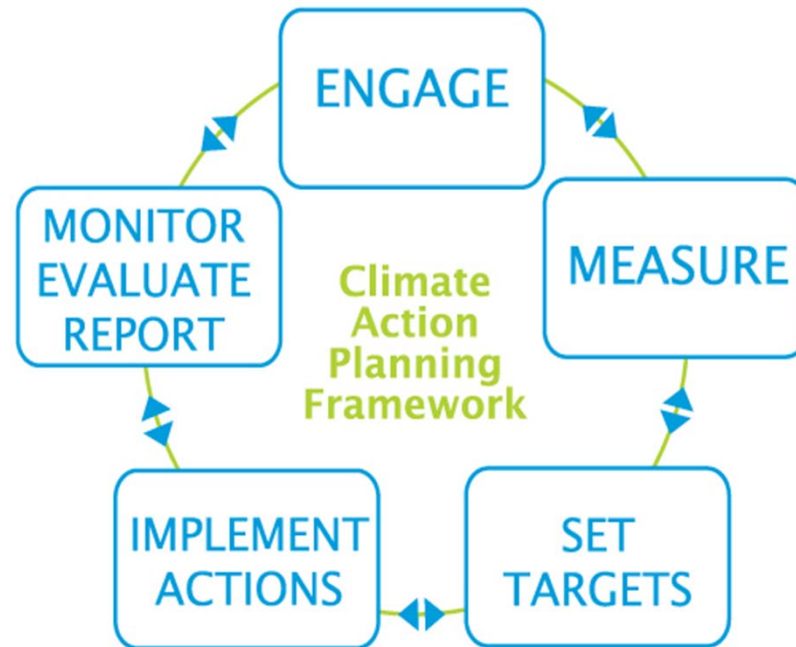 ENGAGE
MEASURE
SET
TARGETS
IMPLEMENT
ACTIONS
MONITOR
EVALUATE
REPORT
Climate
Action
Planning
Framework